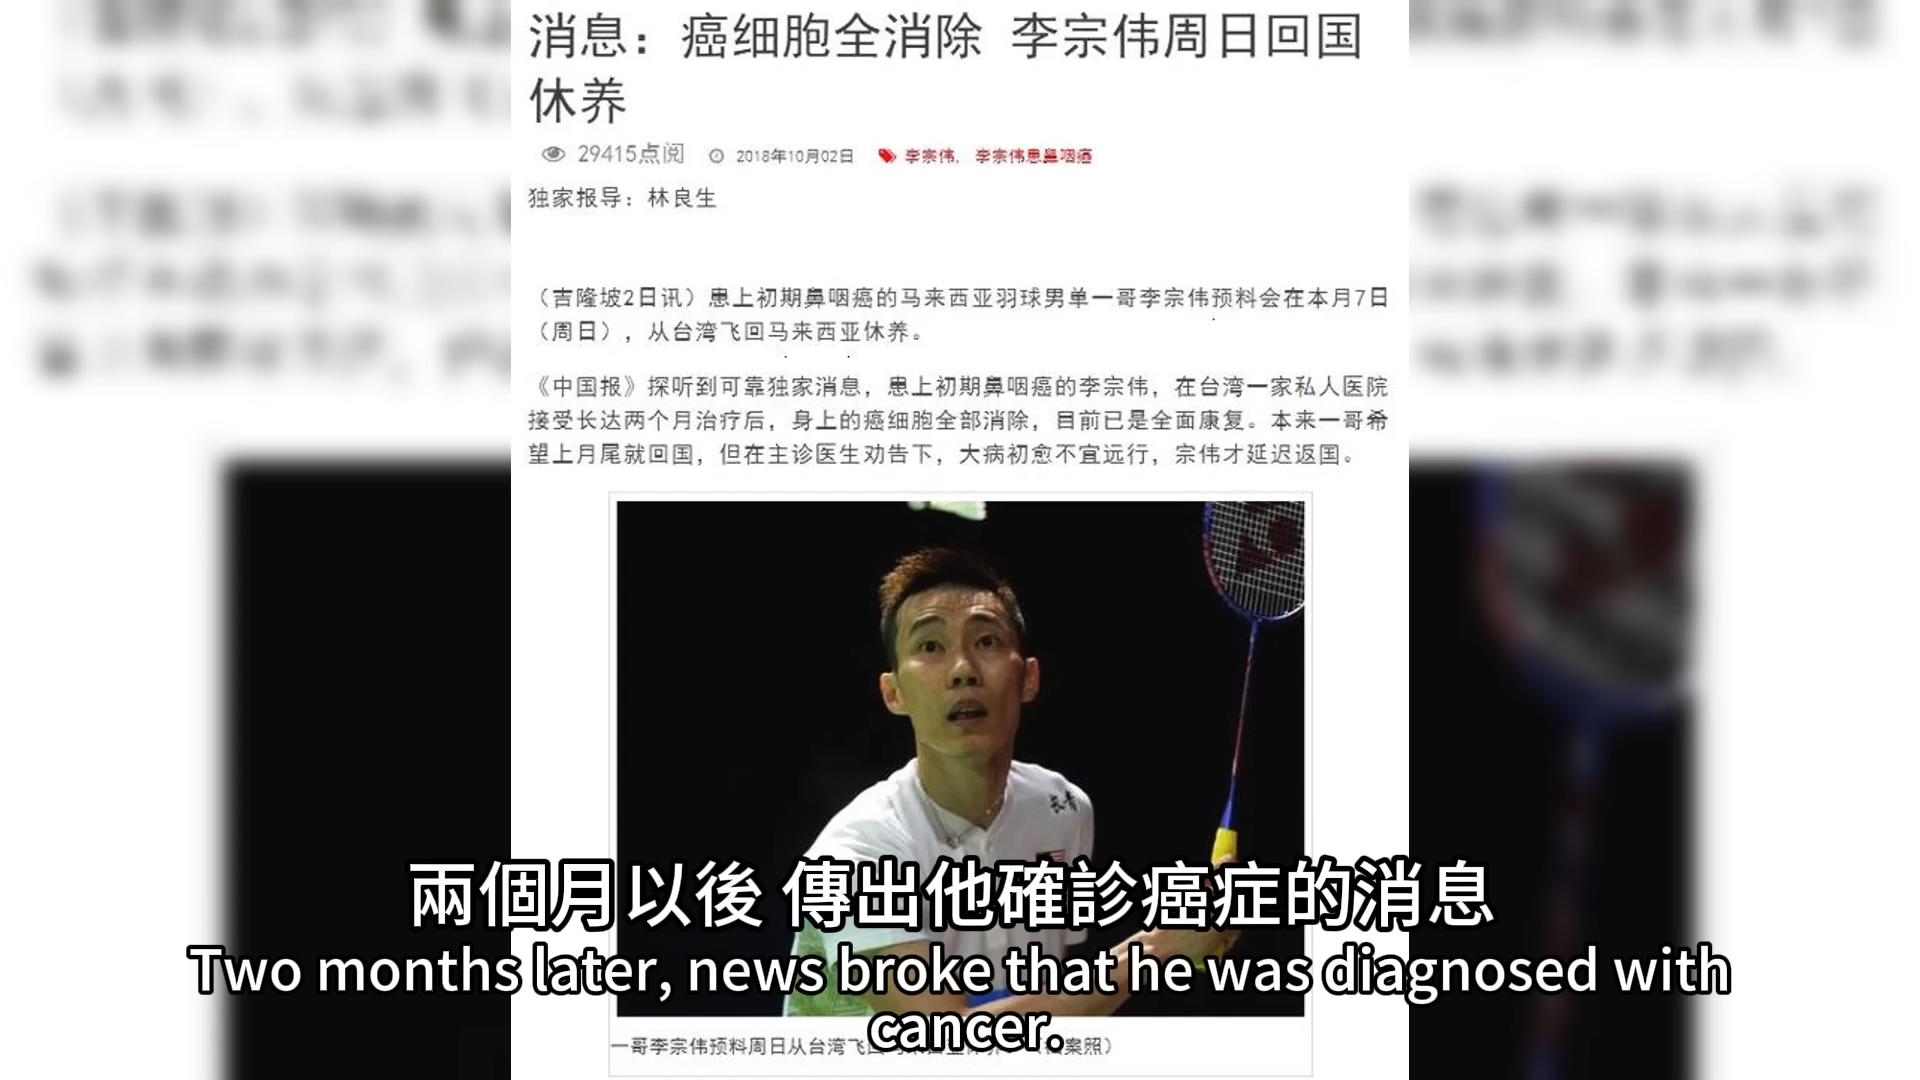 消息：癌细胞全消除 李宗伟周日回国
休养
29415点阅 2018年10月02日 李宗伟, 李宗伟患鼻咽癌
独家报导：林良生
（吉隆坡2日讯）患上初期鼻咽癌的马来西亚羽球男单一哥李宗伟预料会在本月7日
（周日），从台湾飞回马来西亚休养。
《中国报》探听到可靠独家消息，患上初期鼻咽癌的李宗伟，在台湾一家私人医院
接受长达两个月治疗后，身上的癌细胞全部消除，目前已是全面康复。本来一哥希
望上月尾就回国，但在主诊医生劝告下，大病初愈不宜远行，宗伟才延迟返国。
长青
兩個月以後 傳出他確診癌症的消息
Two months later, news broke that he was diagnosed with
cancer.
一哥李宗伟预料周日从台湾飞回
案照）